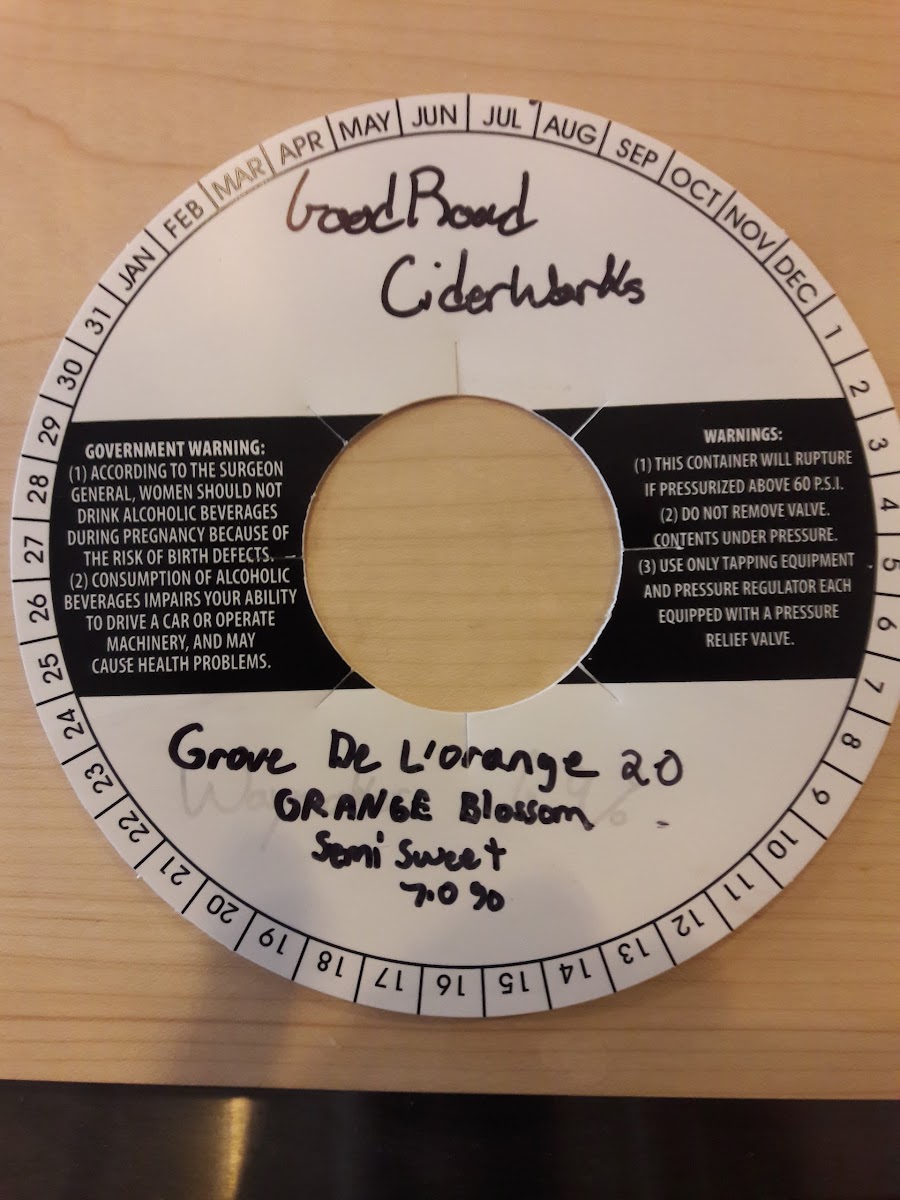 GoodRoad
CiderWorks
JAN FEB MAR APR MAY JUN JUL AUG SEP OCT NOV DEC
1 2 3 4 5 6 7 8 9 10 11 12 13 14 15 16 17 18 19 20 21 22 23 24 25 26 27 28 29 30 31
GOVERNMENT WARNING:
(1) ACCORDING TO THE SURGEON
GENERAL, WOMEN SHOULD NOT
DRINK ALCOHOLIC BEVERAGES
DURING PREGNANCY BECAUSE OF
THE RISK OF BIRTH DEFECTS.
(2) CONSUMPTION OF ALCOHOLIC
BEVERAGES IMPAIRS YOUR ABILITY
TO DRIVE A CAR OR OPERATE
MACHINERY, AND MAY
CAUSE HEALTH PROBLEMS.
WARNINGS:
(1) THIS CONTAINER WILL RUPTURE
IF PRESSURIZED ABOVE 60 P.S.I.
(2) DO NOT REMOVE VALVE.
CONTENTS UNDER PRESSURE.
(3) USE ONLY TAPPING EQUIPMENT
AND PRESSURE REGULATOR EACH
EQUIPPED WITH A PRESSURE
RELIEF VALVE.
Grove De L'orange 2.0
ORANGE Blossom
Semi Sweet
7.0 %